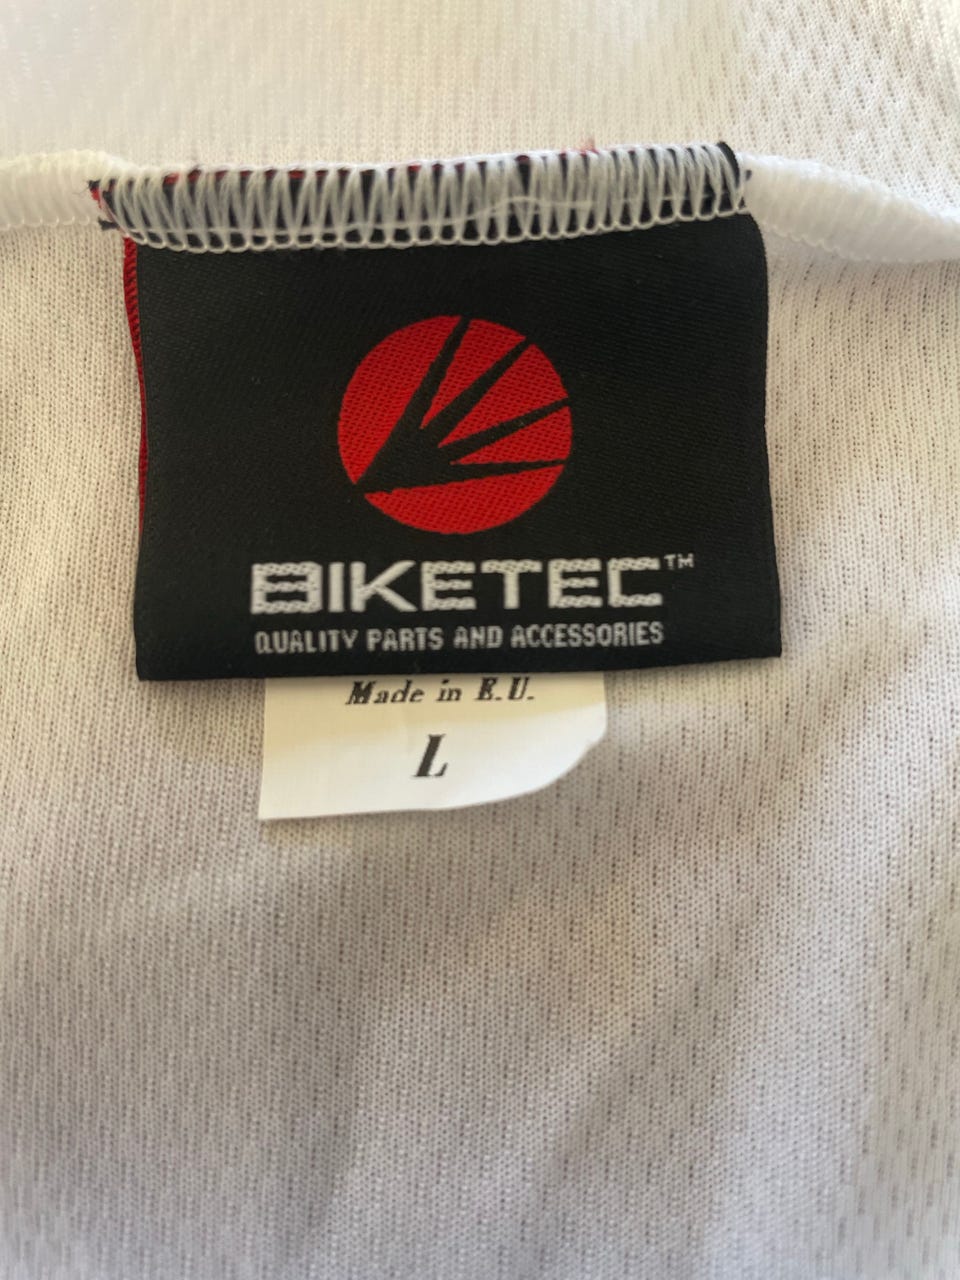 BIKETEC™
QUALITY PARTS AND ACCESSORIES
Made in E.U.
L